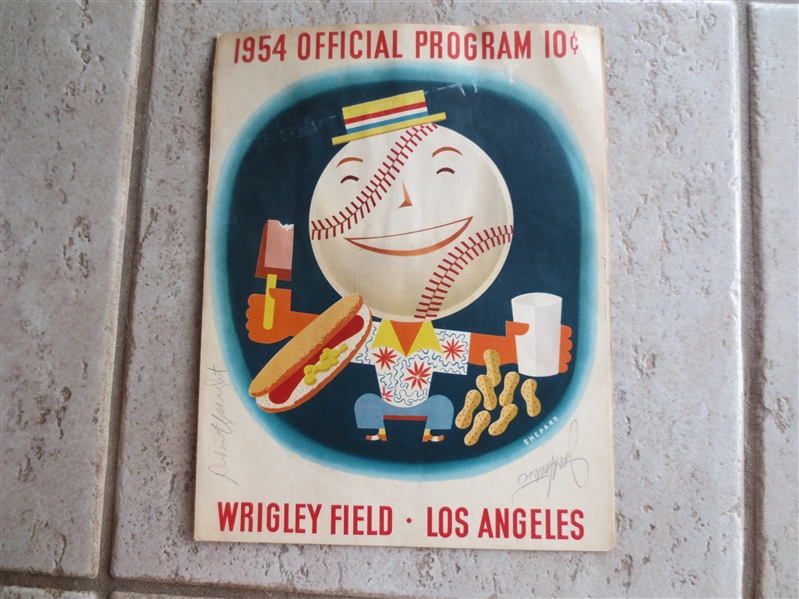 1954 OFFICIAL PROGRAM 10¢
SHEPARD
WRIGLEY FIELD · LOS ANGELES